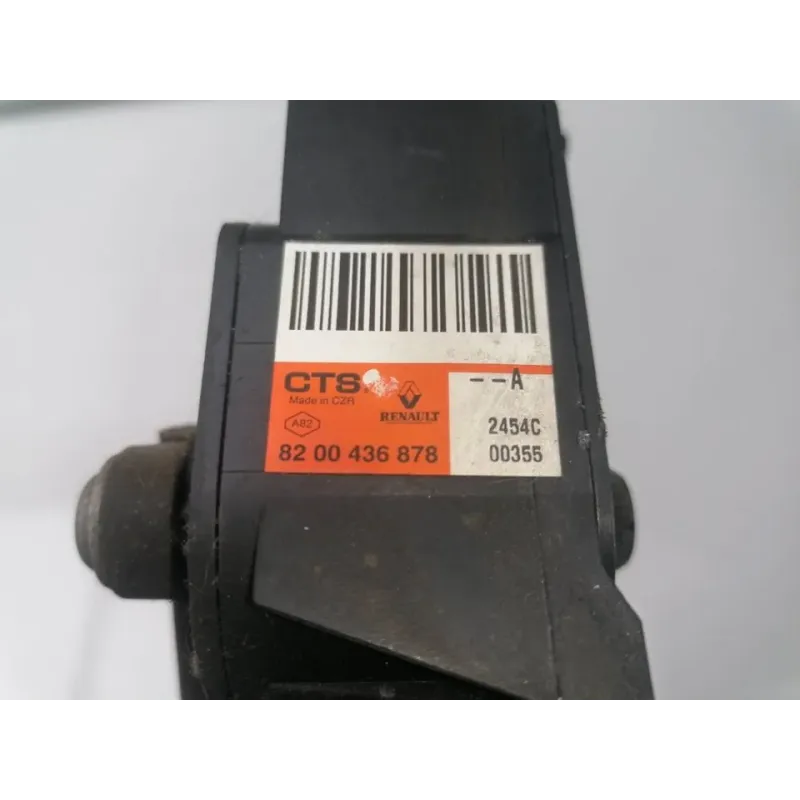 CTS
Made in CZR
RENAULT
A82
82 00 436 878
--A
2454C
00355